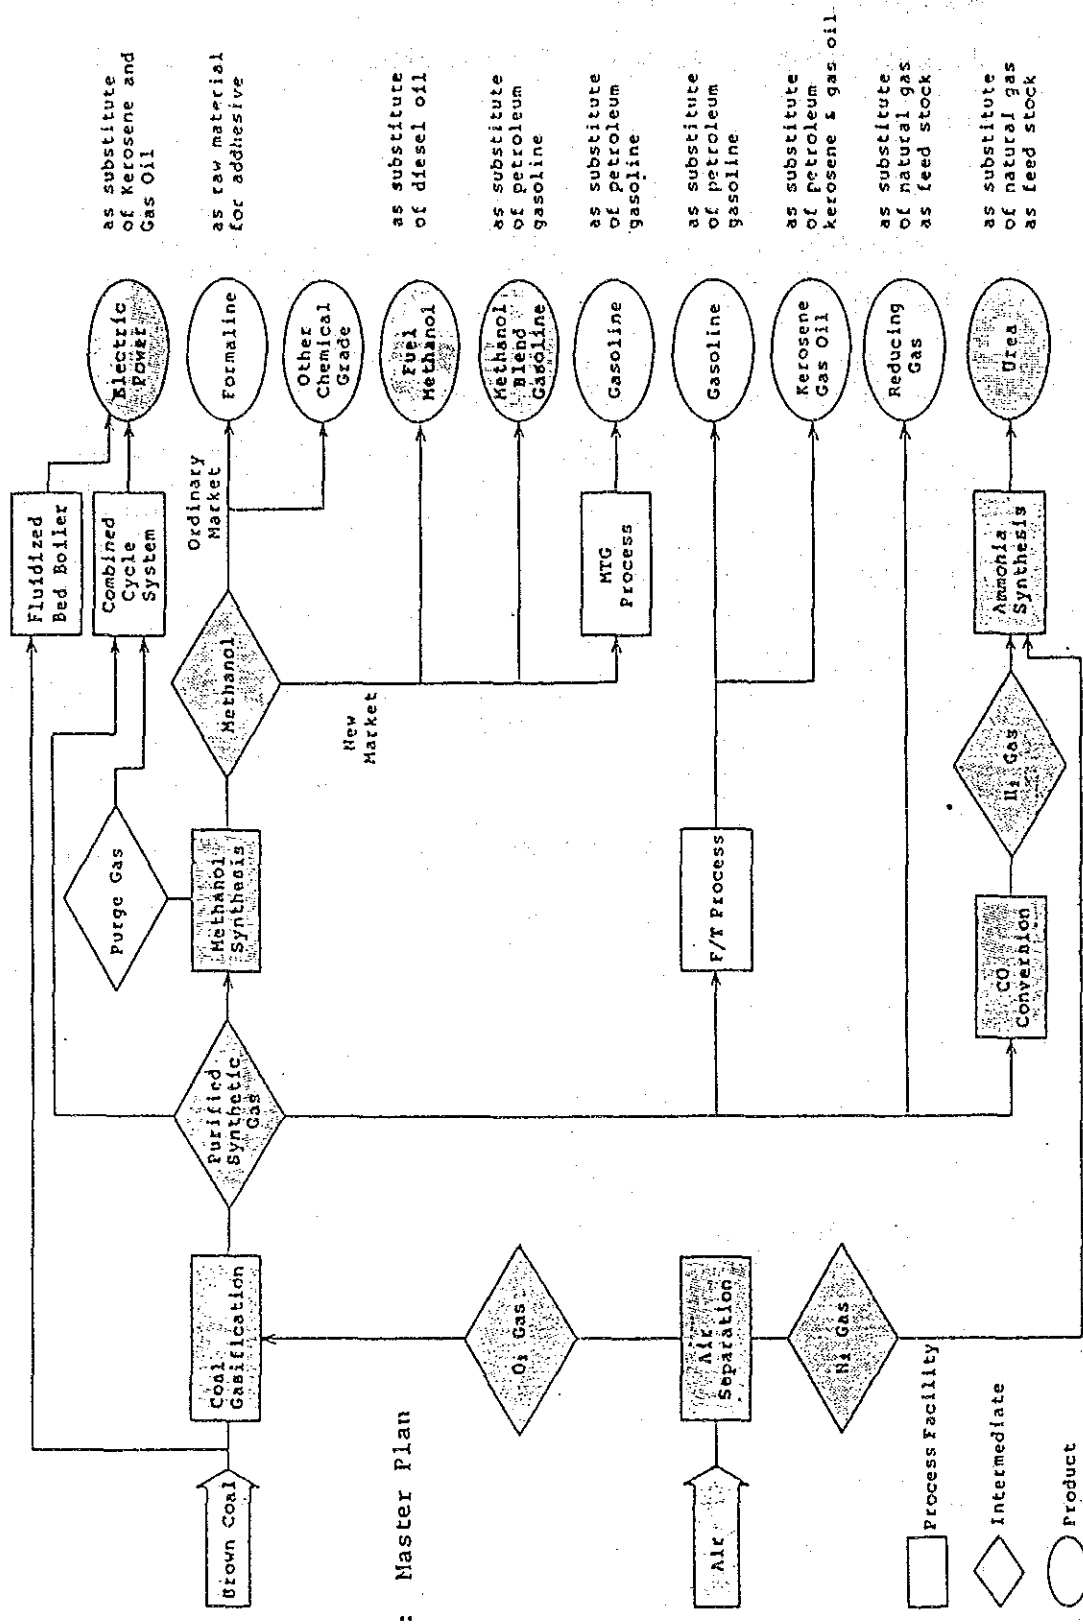 Fluidized
Bed Boiler
Combined
Cycle
System
Electric
Power
as substitute
of Kerosene and
Gas Oil
Purge Gas
Brown Coal
Coal
Gasification
Purified
Synthetic
Gas
Methanol
Synthesis
Methanol
Ordinary
Market
Formaline
as raw material
for addhesive
Other
Chemical
Grade
New
Market
Fuel
Methanol
as substitute
of diesel oil
: Master Plan
Methanol
Blend
Gasoline
as substitute
of petroleum
gasoline
O₂ Gas
MTG
Process
Gasoline
as substitute
of petroleum
gasoline
Air
Air
Separation
F/T Process
Gasoline
as substitute
of petroleum
gasoline
Kerosene
Gas Oil
as substitute
of petroleum
kerosene & gas oil
N₂ Gas
Reducing
Gas
as substitute
of natural gas
as feed stock
CO
Convernion
H₂ Gas
Ammohia
Synthesis
Urea
as substitute
of natural gas
as feed stock
Process Facility
Intermediate
Product